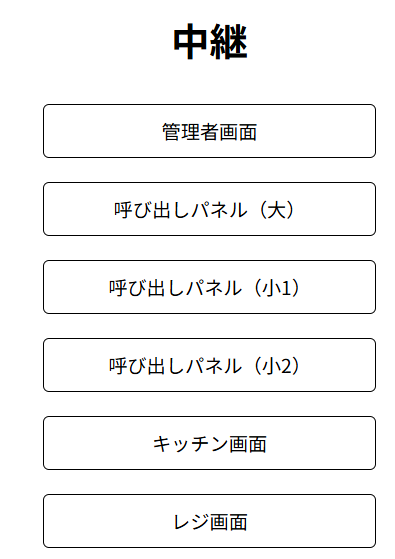 中継
管理者画面
呼び出しパネル（大）
呼び出しパネル（小1）
呼び出しパネル（小2）
キッチン画面
レジ画面